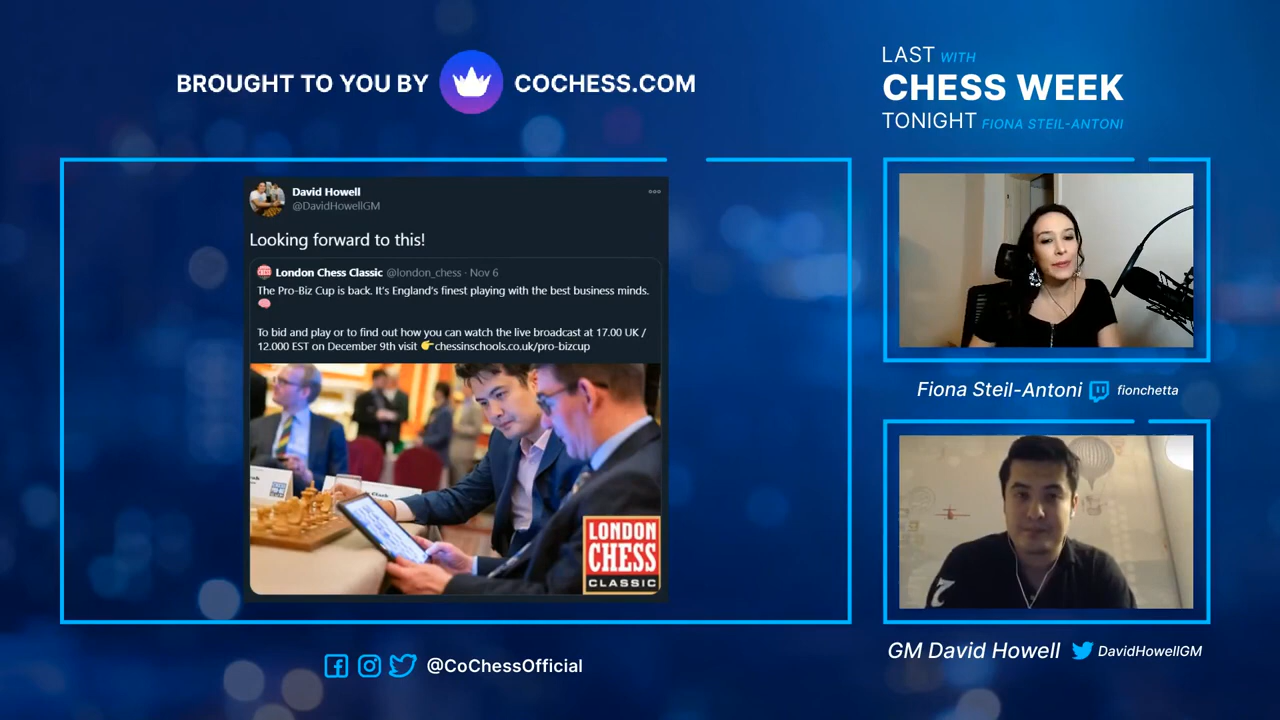 BROUGHT TO YOU BY COCHESS.COM
LAST WITH
CHESS WEEK
TONIGHT FIONA STEIL-ANTONI
David Howell
@DavidHowellGM
Looking forward to this!
London Chess Classic @london_chess · Nov 6
The Pro-Biz Cup is back. It's England's finest playing with the best business minds.
To bid and play or to find out how you can watch the live broadcast at 17.00 UK /
12.000 EST on December 9th visit 👉chessinschools.co.uk/pro-bizcup
LONDON
CHESS
CLASSIC
Fiona Steil-Antoni fionchetta
GM David Howell DavidHowellGM
@CoChessOfficial